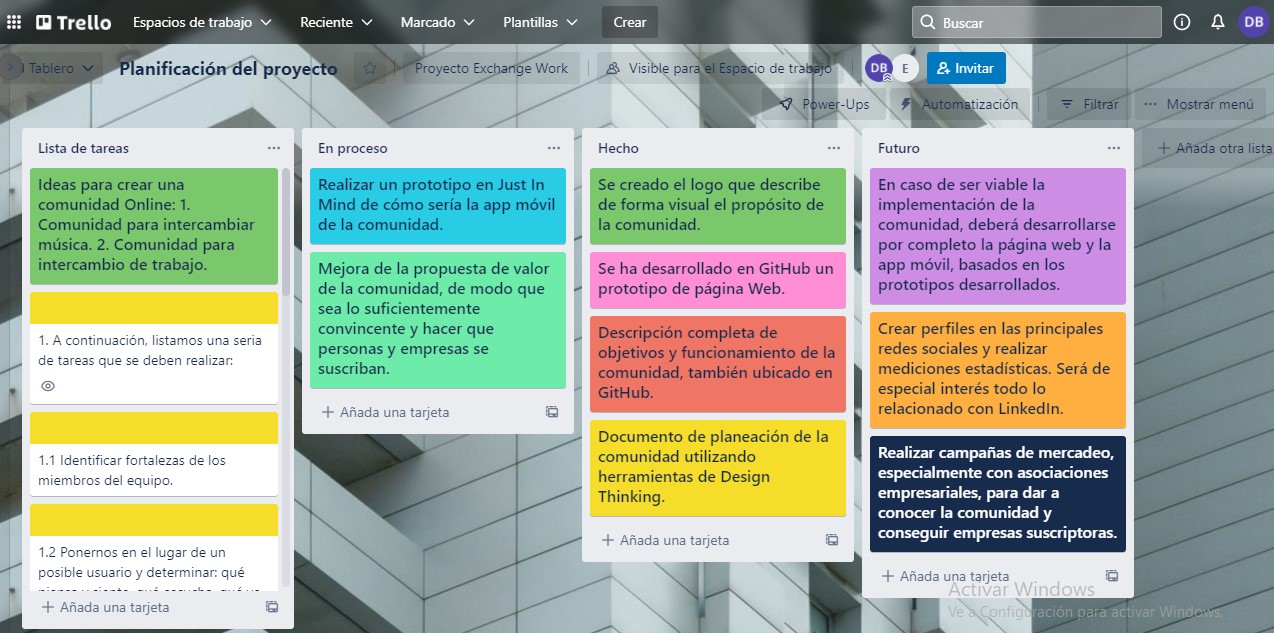 Trello
Espacios de trabajo
Reciente
Marcado
Plantillas
Crear
Buscar
DB
Tablero
Planificación del proyecto
Proyecto Exchange Work
Visible para el Espacio de trabajo
DB
E
Invitar
Power-Ups
Automatización
Filtrar
Mostrar menú
Lista de tareas
Ideas para crear una
comunidad Online: 1.
Comunidad para intercambiar
música. 2. Comunidad para
intercambio de trabajo.
1. A continuación, listamos una seria
de tareas que se deben realizar:
1.1 Identificar fortalezas de los
miembros del equipo.
1.2 Ponernos en el lugar de un
posible usuario y determinar: qué
Añada una tarjeta
En proceso
Realizar un prototipo en Just In
Mind de cómo sería la app móvil
de la comunidad.
Mejora de la propuesta de valor
de la comunidad, de modo que
sea lo suficientemente
convincente y hacer que
personas y empresas se
suscriban.
Añada una tarjeta
Hecho
Se creado el logo que describe
de forma visual el propósito de
la comunidad.
Se ha desarrollado en GitHub un
prototipo de página Web.
Descripción completa de
objetivos y funcionamiento de la
comunidad, también ubicado en
GitHub.
Documento de planeación de la
comunidad utilizando
herramientas de Design
Thinking.
Añada una tarjeta
Futuro
En caso de ser viable la
implementación de la
comunidad, deberá desarrollarse
por completo la página web y la
app móvil, basados en los
prototipos desarrollados.
Crear perfiles en las principales
redes sociales y realizar
mediciones estadísticas. Será de
especial interés todo lo
relacionado con LinkedIn.
Realizar campañas de mercadeo,
especialmente con asociaciones
empresariales, para dar a
conocer la comunidad y
conseguir empresas suscriptoras.
Añada una tarjeta
Añada otra lista
Activar Windows
Ve a Configuración para activar Windows.